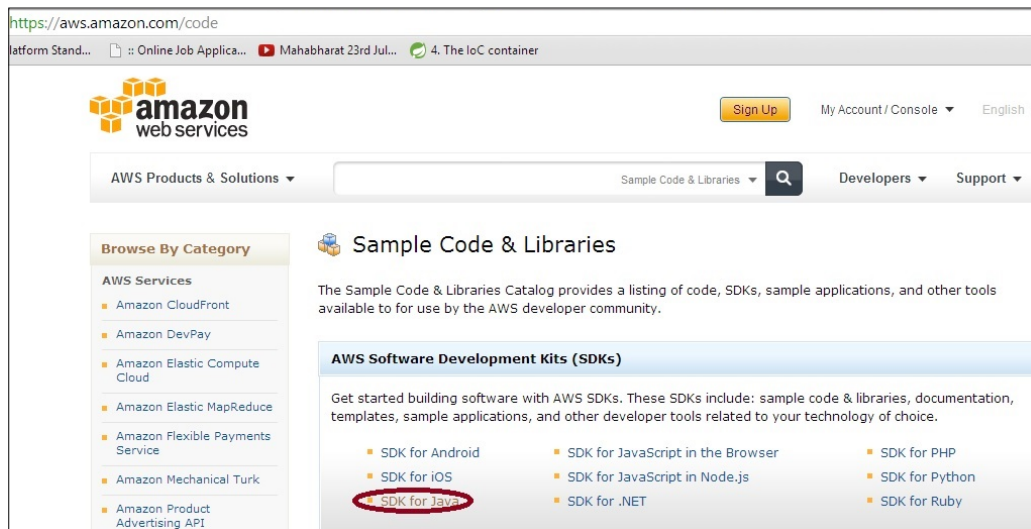 https://aws.amazon.com/code
latform Stand... :: Online Job Applica... Mahabharat 23rd Jul... 4. The IoC container
amazon
web services
Sign Up My Account / Console English
AWS Products & Solutions Sample Code & Libraries Developers Support
Browse By Category
AWS Services
Amazon CloudFront
Amazon DevPay
Amazon Elastic Compute
Cloud
Amazon Elastic MapReduce
Amazon Flexible Payments
Service
Amazon Mechanical Turk
Amazon Product
Advertising API
Sample Code & Libraries
The Sample Code & Libraries Catalog provides a listing of code, SDKs, sample applications, and other tools
available to for use by the AWS developer community.
AWS Software Development Kits (SDKs)
Get started building software with AWS SDKs. These SDKs include: sample code & libraries, documentation,
templates, sample applications, and other developer tools related to your technology of choice.
SDK for Android SDK for JavaScript in the Browser SDK for PHP
SDK for iOS SDK for JavaScript in Node.js SDK for Python
SDK for Java SDK for .NET SDK for Ruby